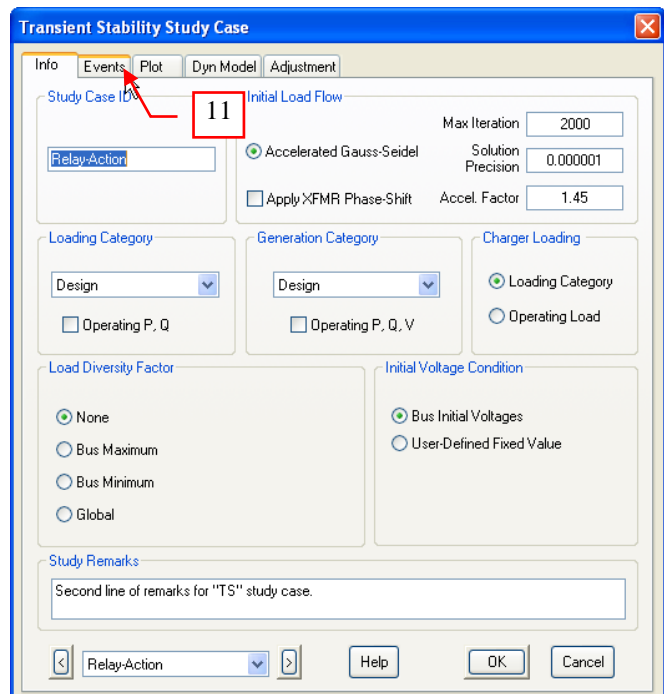 Transient Stability Study Case
Info Events Plot Dyn Model Adjustment
11
Study Case ID
Relay-Action
Initial Load Flow
Max Iteration 2000
Accelerated Gauss-Seidel
Solution
Precision 0.000001
Apply XFMR Phase-Shift
Accel. Factor 1.45
Loading Category
Design
Operating P, Q
Generation Category
Design
Operating P, Q, V
Charger Loading
Loading Category
Operating Load
Load Diversity Factor
None
Bus Maximum
Bus Minimum
Global
Initial Voltage Condition
Bus Initial Voltages
User-Defined Fixed Value
Study Remarks
Second line of remarks for "TS" study case.
< Relay-Action > Help OK Cancel